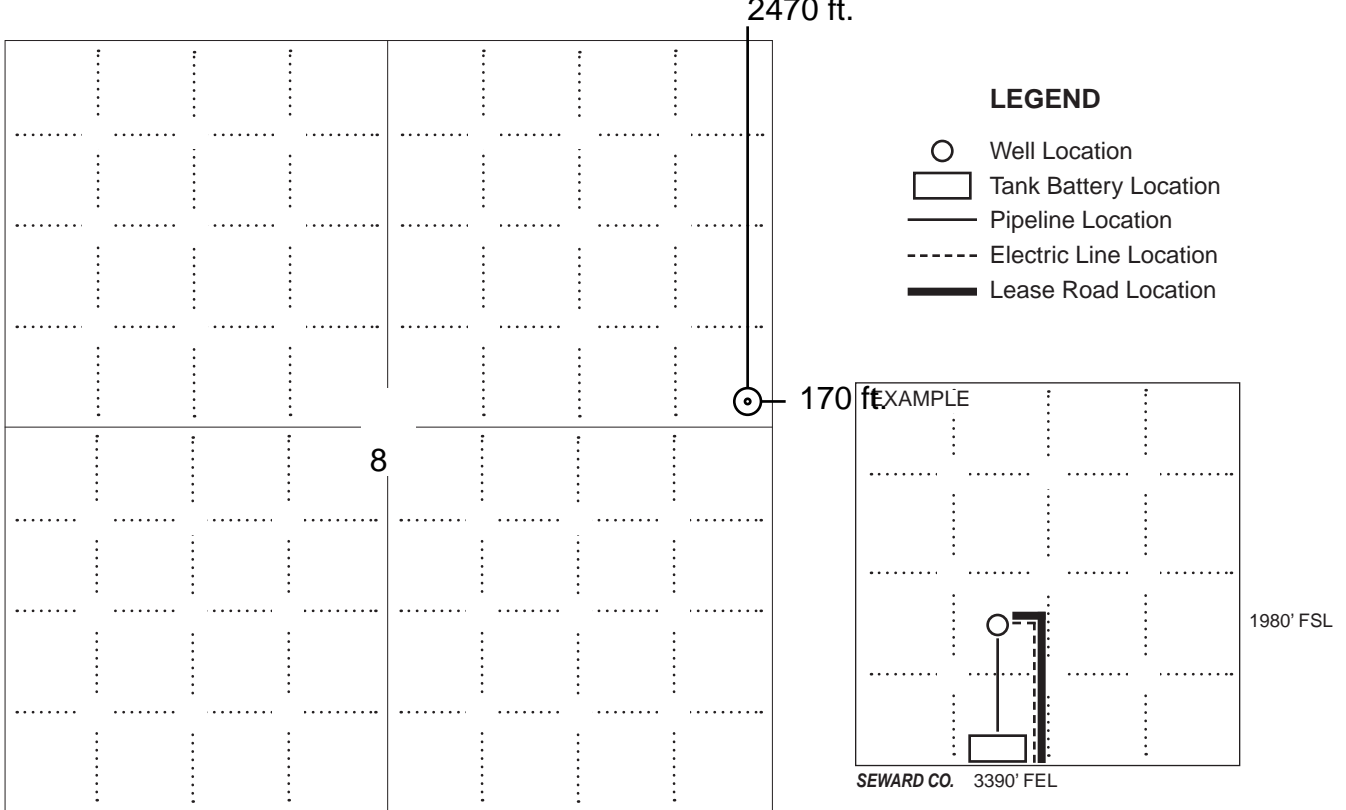 2470 ft.
LEGEND
Well Location
Tank Battery Location
Pipeline Location
Electric Line Location
Lease Road Location
170 ft.
EXAMPLE
8
1980' FSL
SEWARD CO. 3390' FEL